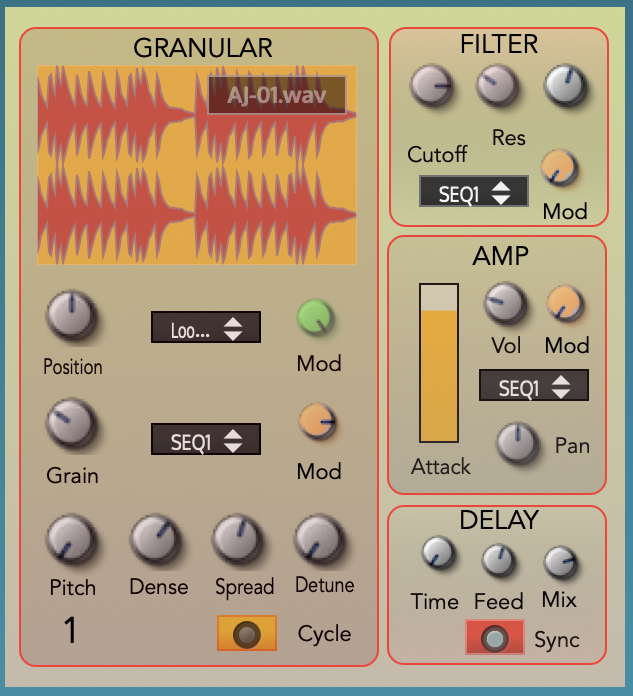 GRANULAR
AJ-01.wav
Position
Loo...
Mod
Grain
SEQ1
Mod
Pitch
Dense
Spread
Detune
1
Cycle
FILTER
Cutoff
Res
SEQ1
Mod
AMP
Vol
Mod
SEQ1
Attack
Pan
DELAY
Time
Feed
Mix
Sync